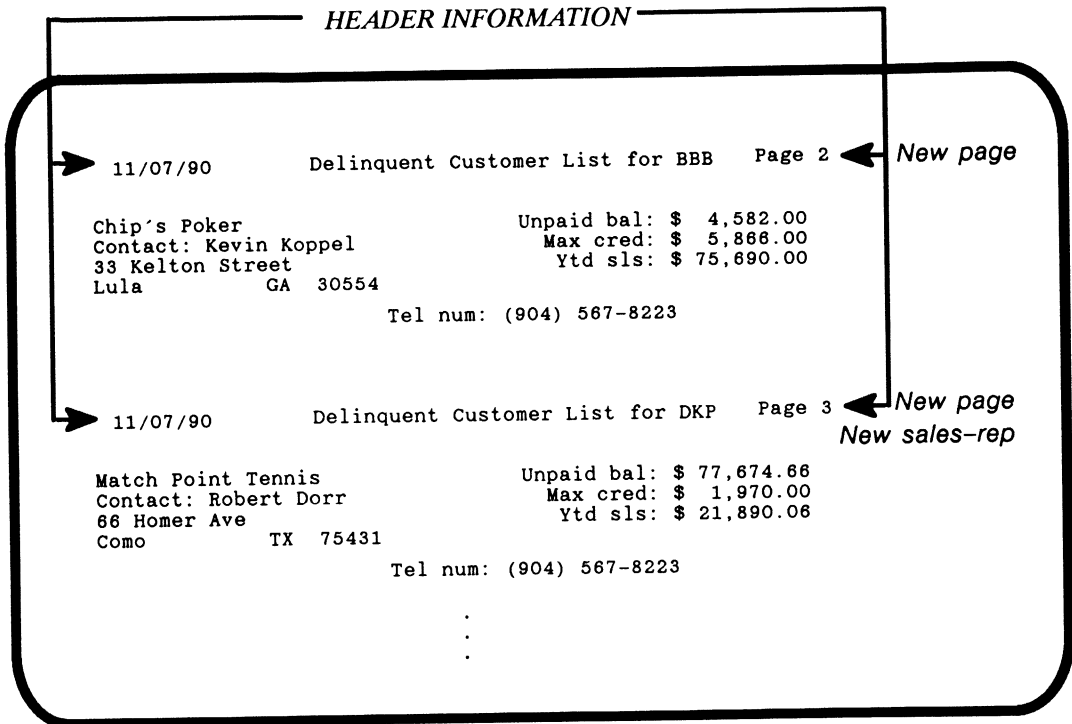 HEADER INFORMATION
11/07/90 Delinquent Customer List for BBB Page 2 New page
Chip's Poker Unpaid bal: $ 4,582.00
Contact: Kevin Koppel Max cred: $ 5,866.00
33 Kelton Street Ytd sls: $ 75,690.00
Lula GA 30554
Tel num: (904) 567-8223
11/07/90 Delinquent Customer List for DKP Page 3 New page
New sales-rep
Match Point Tennis Unpaid bal: $ 77,674.66
Contact: Robert Dorr Max cred: $ 1,970.00
66 Homer Ave Ytd sls: $ 21,890.06
Como TX 75431
Tel num: (904) 567-8223
.
.
.